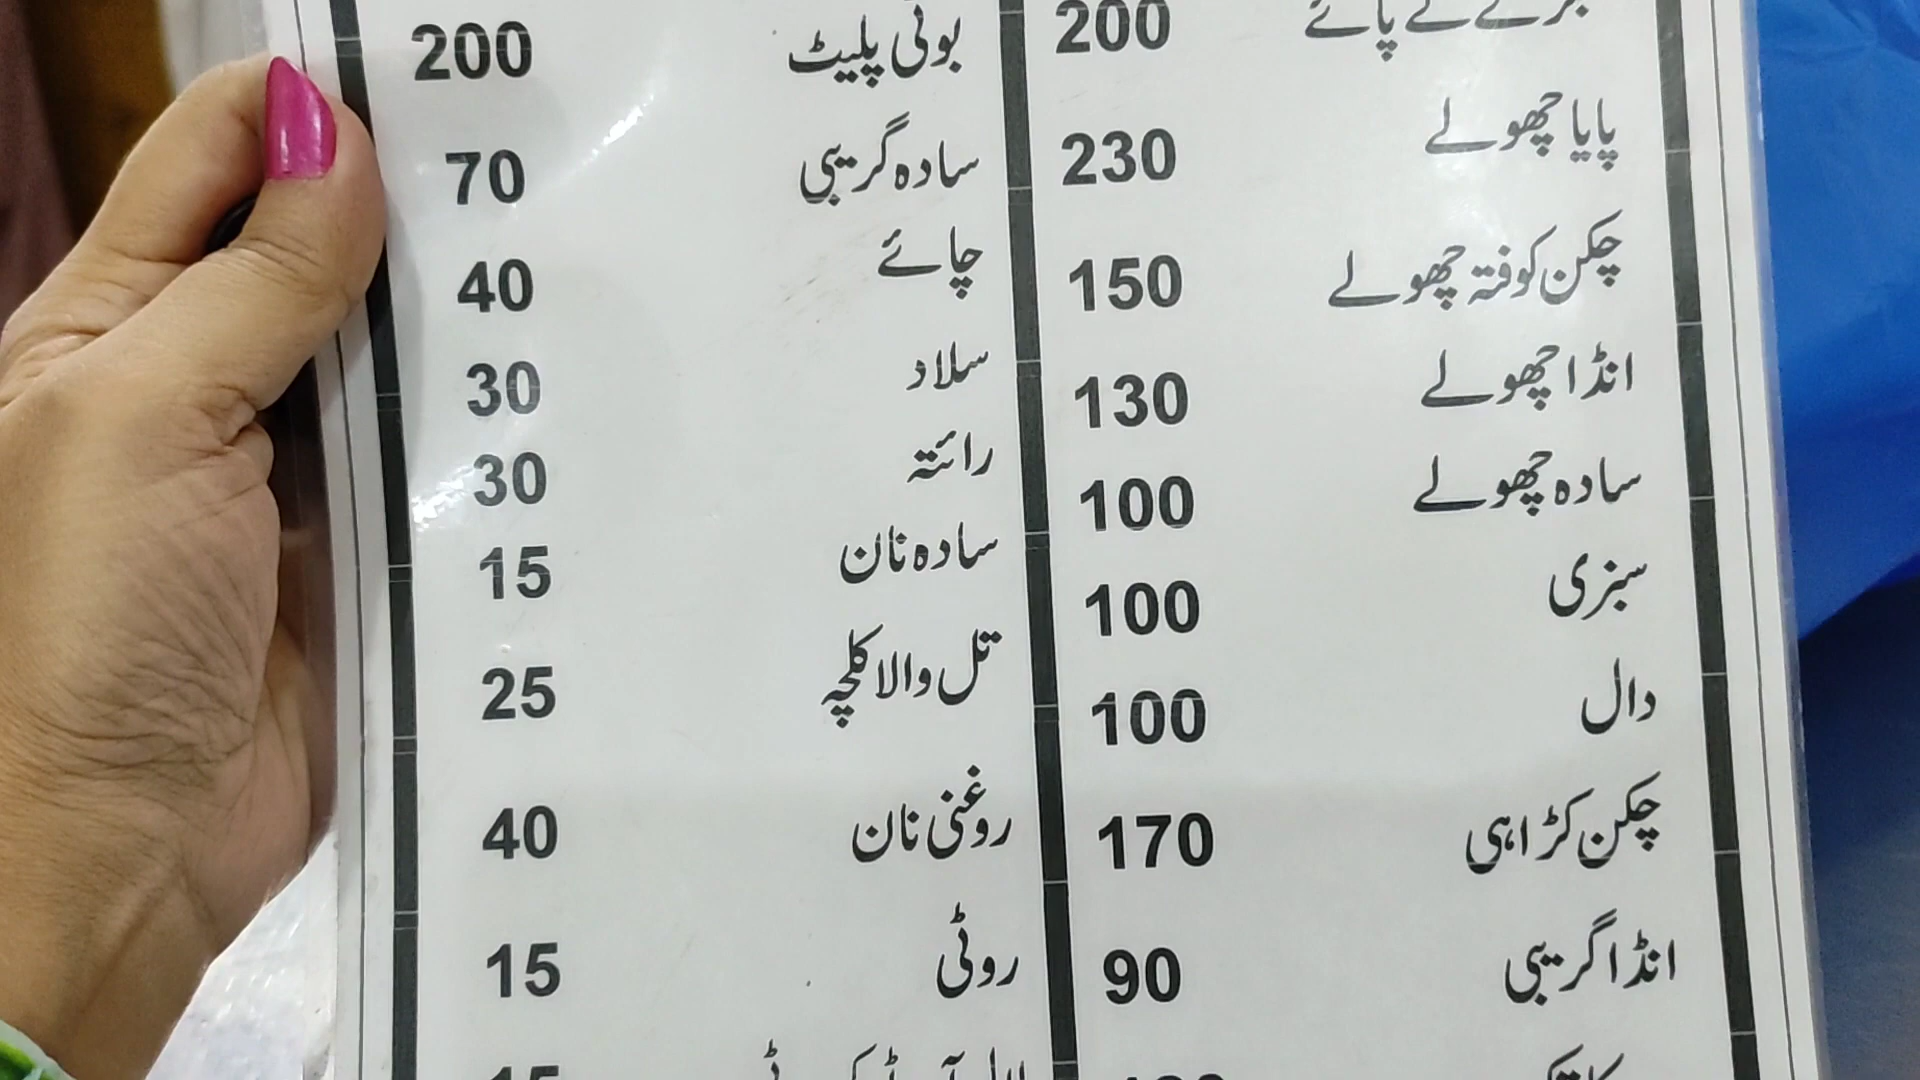 کے پائے 200
پایا چھولے 230
چکن کوفتہ چھولے 150
انڈا چھولے 130
سادہ چھولے 100
سبزی 100
دال 100
چکن کڑاہی 170
انڈا گریبی 90
بوٹی پلیٹ 200
سادہ گریبی 70
چائے 40
سلاد 30
رائتہ 30
سادہ نان 15
تل والا کلچہ 25
روغنی نان 40
روٹی 15